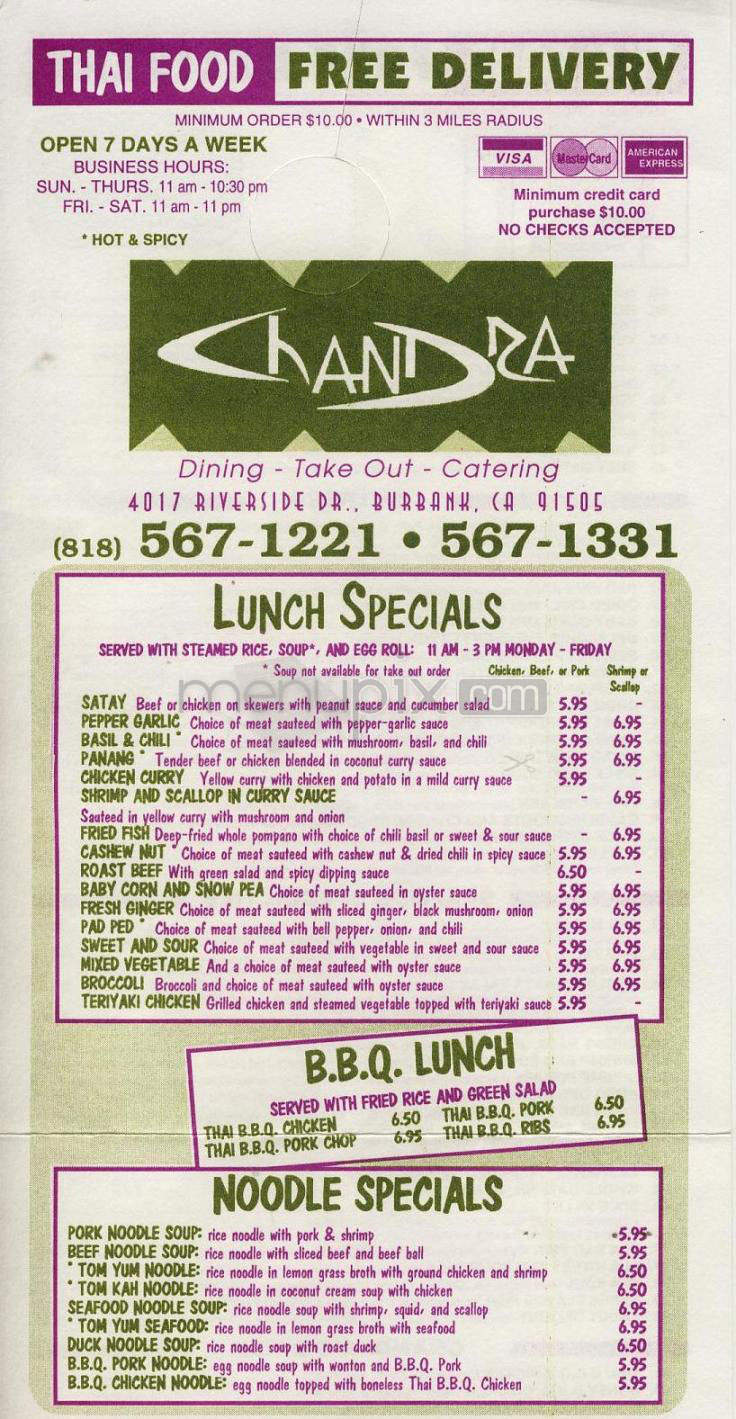 THAI FOOD FREE DELIVERY
MINIMUM ORDER $10.00 • WITHIN 3 MILES RADIUS
OPEN 7 DAYS A WEEK
BUSINESS HOURS:
SUN. - THURS. 11 am - 10:30 pm
FRI. - SAT. 11 am - 11 pm
* HOT & SPICY
VISA MasterCard AMERICAN EXPRESS
Minimum credit card
purchase $10.00
NO CHECKS ACCEPTED
CHANDRA
Dining - Take Out - Catering
4017 RIVERSIDE DR., BURBANK, CA 91505
(818) 567-1221 • 567-1331
LUNCH SPECIALS
SERVED WITH STEAMED RICE, SOUP*, AND EGG ROLL: 11 AM - 3 PM MONDAY - FRIDAY
* Soup not available for take out order Chicken, Beef, or Pork Shrimp or Scallop
menupix.com
SATAY Beef or chicken on skewers with peanut sauce and cucumber salad 5.95 -
PEPPER GARLIC Choice of meat sauteed with pepper-garlic sauce 5.95 6.95
BASIL & CHILI * Choice of meat sauteed with mushroom, basil, and chili 5.95 6.95
PANANG * Tender beef or chicken blended in coconut curry sauce 5.95 6.95
CHICKEN CURRY Yellow curry with chicken and potato in a mild curry sauce 5.95 -
SHRIMP AND SCALLOP IN CURRY SAUCE - 6.95
Sauteed in yellow curry with mushroom and onion
FRIED FISH Deep-fried whole pompano with choice of chili basil or sweet & sour sauce - 6.95
CASHEW NUT * Choice of meat sauteed with cashew nut & dried chili in spicy sauce 5.95 6.95
ROAST BEEF With green salad and spicy dipping sauce 6.50 -
BABY CORN AND SNOW PEA Choice of meat sauteed in oyster sauce 5.95 6.95
FRESH GINGER Choice of meat sauteed with sliced ginger, black mushroom, onion 5.95 6.95
PAD PED * Choice of meat sauteed with bell pepper, onion, and chili 5.95 6.95
SWEET AND SOUR Choice of meat sauteed with vegetable in sweet and sour sauce 5.95 6.95
MIXED VEGETABLE And a choice of meat sauteed with oyster sauce 5.95 6.95
BROCCOLI Broccoli and choice of meat sauteed with oyster sauce 5.95 6.95
TERIYAKI CHICKEN Grilled chicken and steamed vegetable topped with teriyaki sauce 5.95 -
B.B.Q. LUNCH
SERVED WITH FRIED RICE AND GREEN SALAD
THAI B.B.Q. CHICKEN 6.50 THAI B.B.Q. PORK 6.50
THAI B.B.Q. PORK CHOP 6.95 THAI B.B.Q. RIBS 6.95
NOODLE SPECIALS
PORK NOODLE SOUP: rice noodle with pork & shrimp 5.95
BEEF NOODLE SOUP: rice noodle with sliced beef and beef ball 5.95
* TOM YUM NOODLE: rice noodle in lemon grass broth with ground chicken and shrimp 6.50
* TOM KAH NOODLE: rice noodle in coconut cream soup with chicken 6.50
SEAFOOD NOODLE SOUP: rice noodle soup with shrimp, squid, and scallop 6.95
* TOM YUM SEAFOOD: rice noodle in lemon grass broth with seafood 6.95
DUCK NOODLE SOUP: rice noodle soup with roast duck 6.50
B.B.Q. PORK NOODLE: egg noodle soup with wonton and B.B.Q. Pork 5.95
B.B.Q. CHICKEN NOODLE: egg noodle topped with boneless Thai B.B.Q. Chicken 5.95